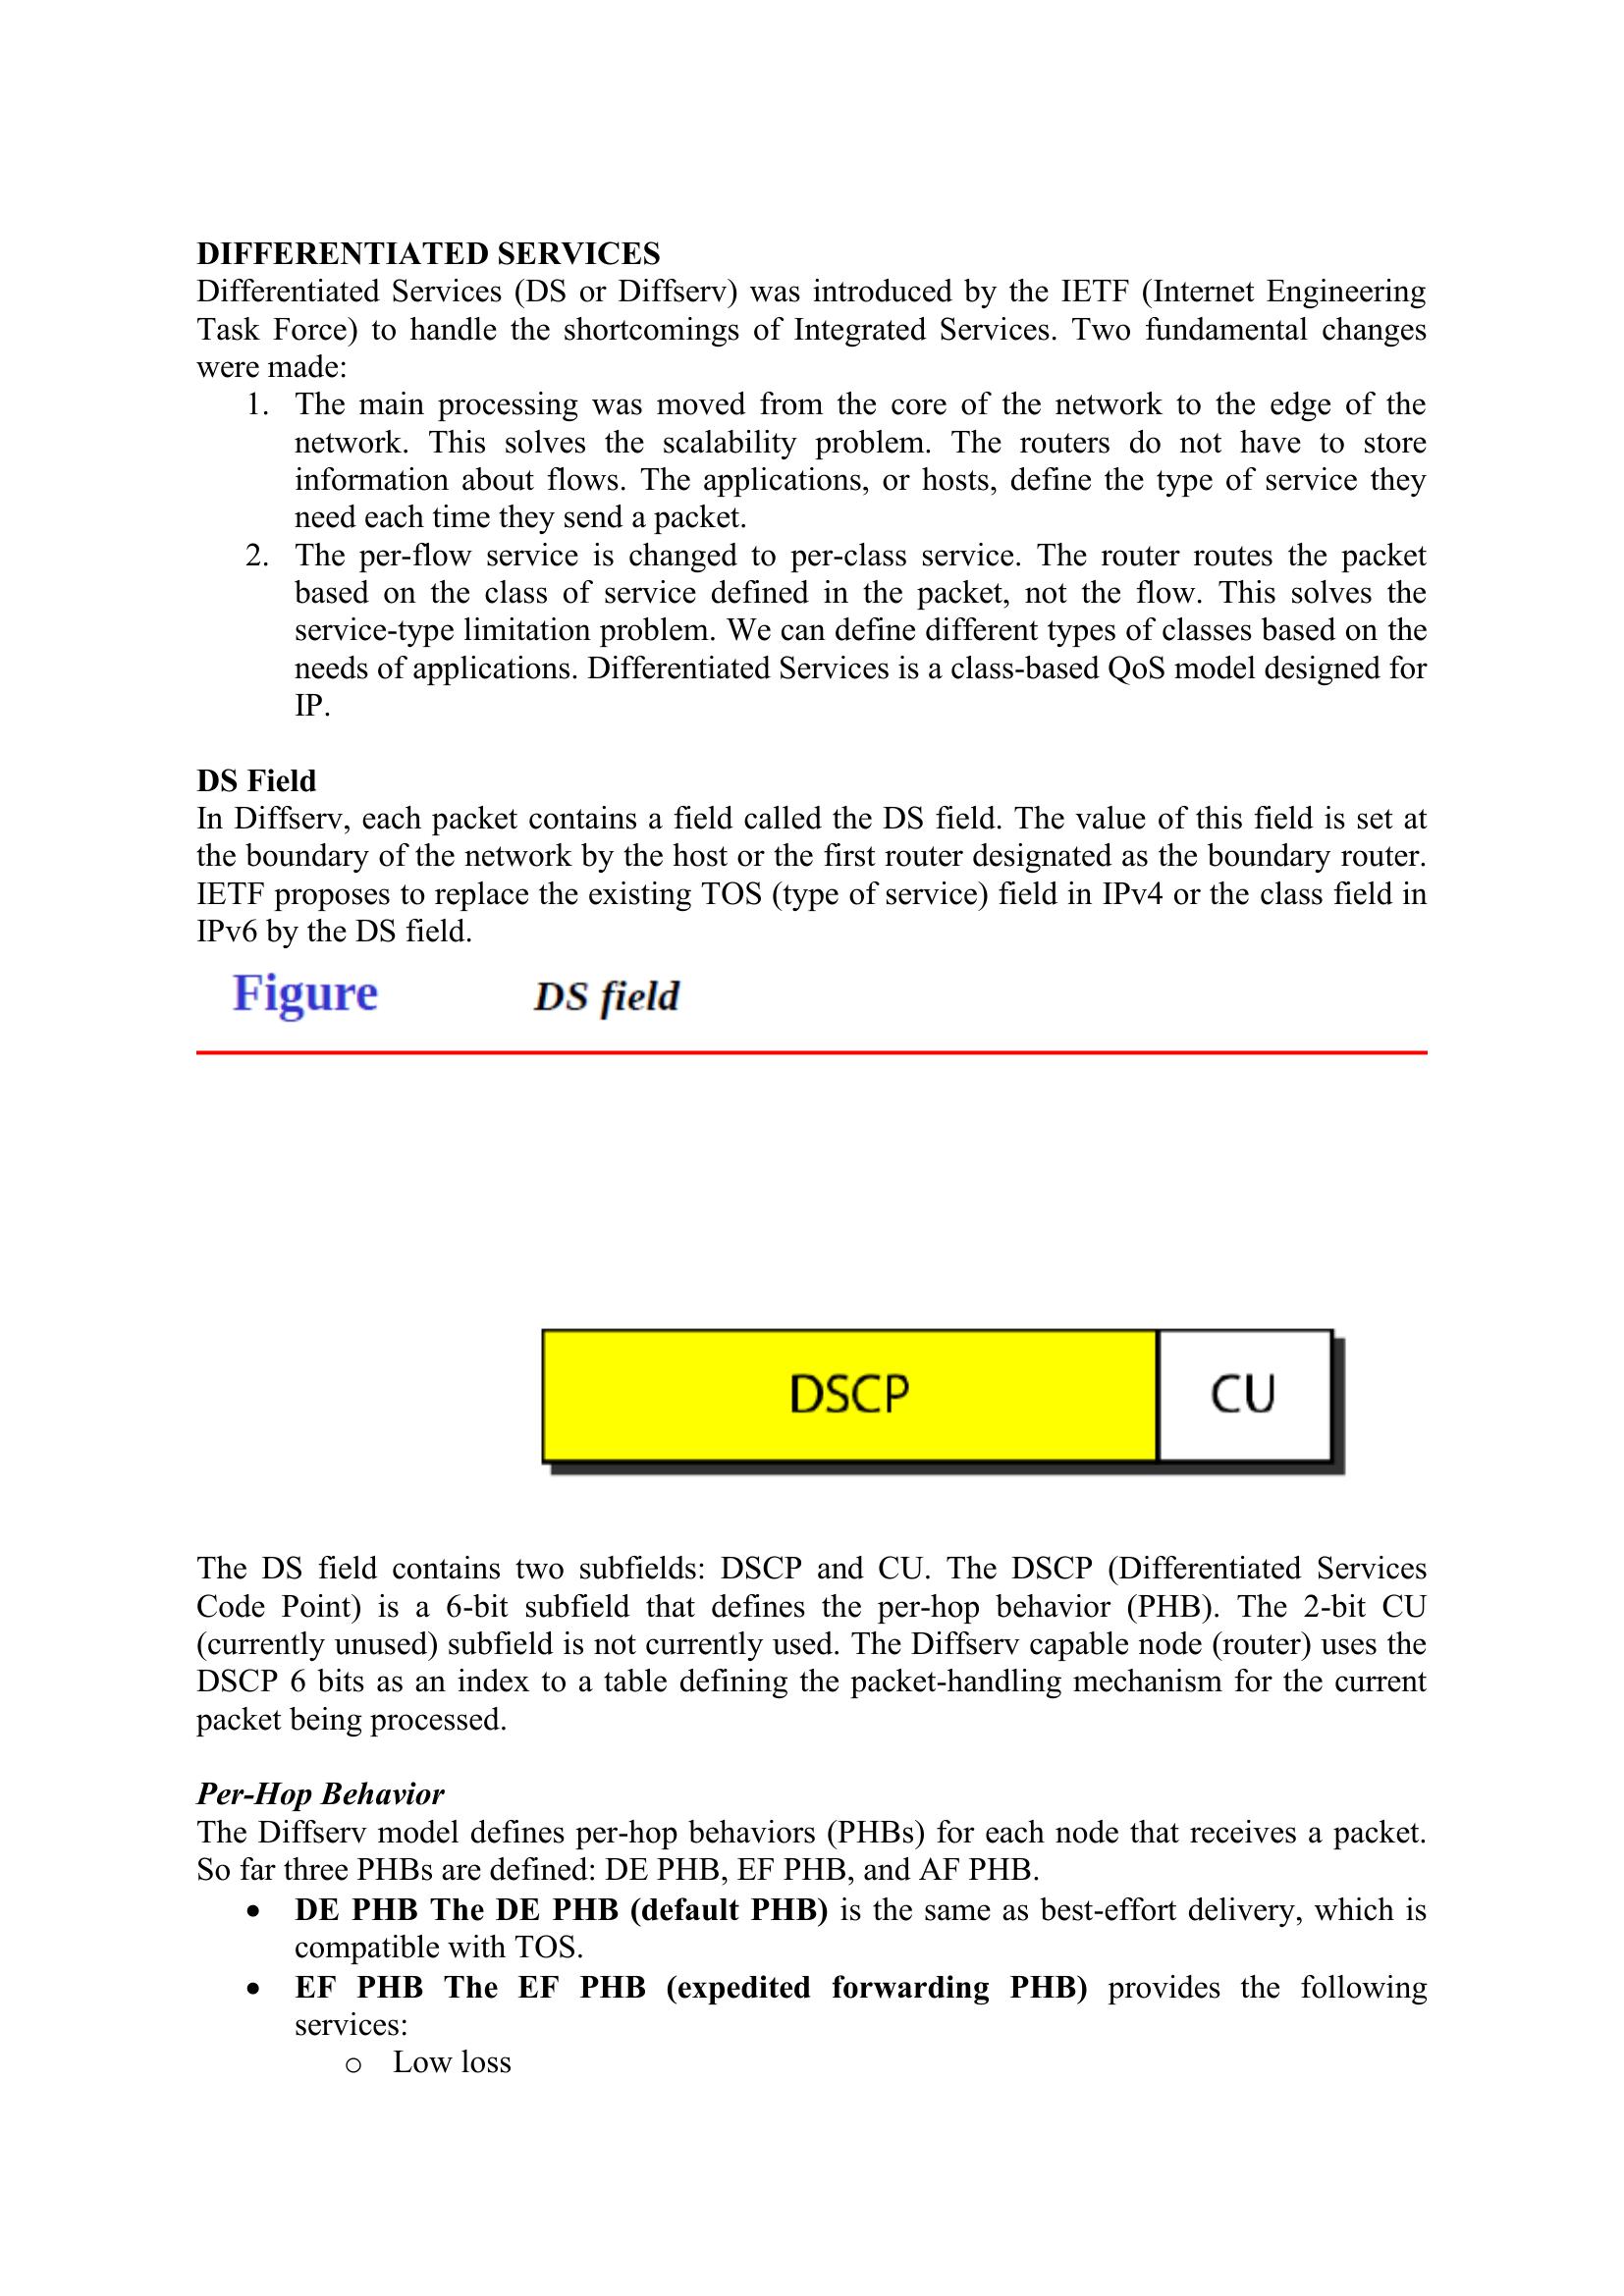 DIFFERENTIATED SERVICES
Differentiated Services (DS or Diffserv) was introduced by the IETF (Internet Engineering
Task Force) to handle the shortcomings of Integrated Services. Two fundamental changes
were made:
1. The main processing was moved from the core of the network to the edge of the
network. This solves the scalability problem. The routers do not have to store
information about flows. The applications, or hosts, define the type of service they
need each time they send a packet.
2. The per-flow service is changed to per-class service. The router routes the packet
based on the class of service defined in the packet, not the flow. This solves the
service-type limitation problem. We can define different types of classes based on the
needs of applications. Differentiated Services is a class-based QoS model designed for
IP.
DS Field
In Diffserv, each packet contains a field called the DS field. The value of this field is set at
the boundary of the network by the host or the first router designated as the boundary router.
IETF proposes to replace the existing TOS (type of service) field in IPv4 or the class field in
IPv6 by the DS field.
Figure DS field
DSCP CU
The DS field contains two subfields: DSCP and CU. The DSCP (Differentiated Services
Code Point) is a 6-bit subfield that defines the per-hop behavior (PHB). The 2-bit CU
(currently unused) subfield is not currently used. The Diffserv capable node (router) uses the
DSCP 6 bits as an index to a table defining the packet-handling mechanism for the current
packet being processed.
Per-Hop Behavior
The Diffserv model defines per-hop behaviors (PHBs) for each node that receives a packet.
So far three PHBs are defined: DE PHB, EF PHB, and AF PHB.
• DE PHB The DE PHB (default PHB) is the same as best-effort delivery, which is
compatible with TOS.
• EF PHB The EF PHB (expedited forwarding PHB) provides the following
services:
o Low loss